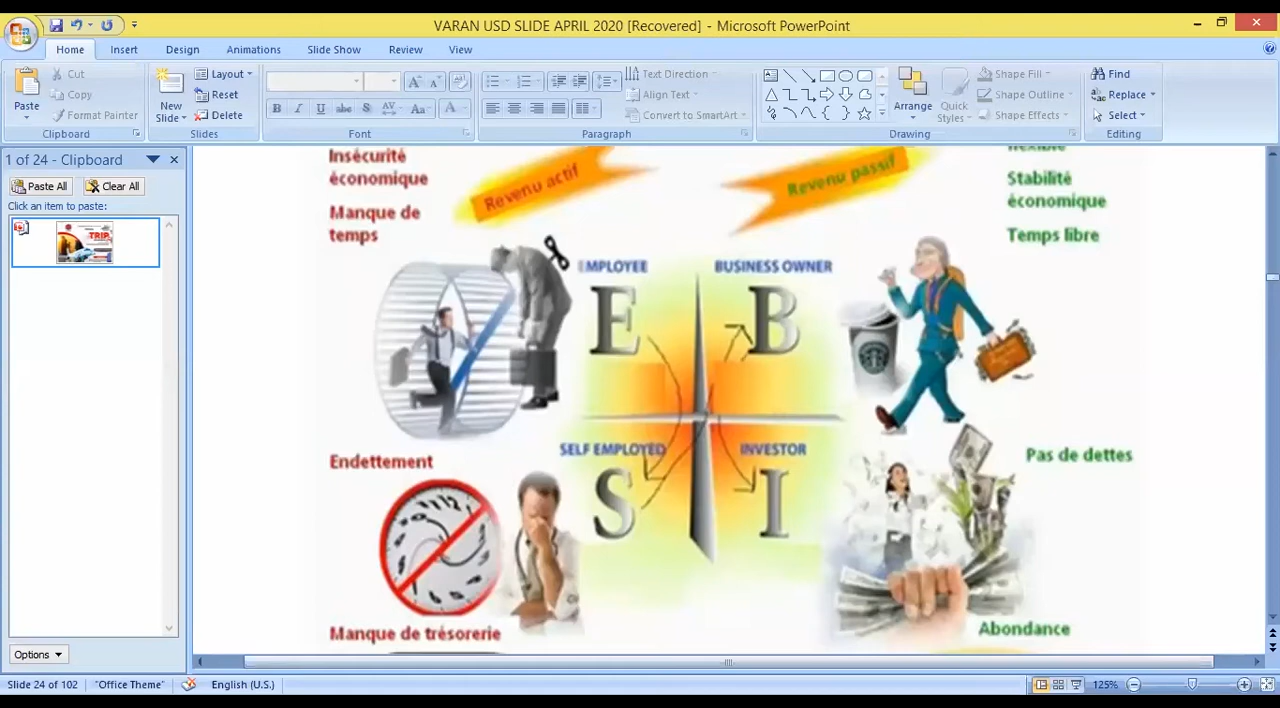 VARAN USD SLIDE APRIL 2020 [Recovered] - Microsoft PowerPoint
Home Insert Design Animations Slide Show Review View
Paste
Cut
Copy
Format Painter
Clipboard
New Slide
Layout
Reset
Delete
Slides
B I U abc S AV Aa A
Font
Text Direction
Align Text
Convert to SmartArt
Paragraph
Arrange
Quick Styles
Shape Fill
Shape Outline
Shape Effects
Drawing
Find
Replace
Select
Editing
1 of 24 - Clipboard
Paste All
Clear All
Click an item to paste:
TRIP
Options
Insécurité
économique
Manque de
temps
Revenu actif
Revenu passif
Stabilité
économique
Temps libre
EMPLOYEE
E
BUSINESS OWNER
B
SELF EMPLOYED
S
INVESTOR
I
Endettement
Pas de dettes
Manque de trésorerie
Abondance
Slide 24 of 102
"Office Theme"
English (U.S.)
125%